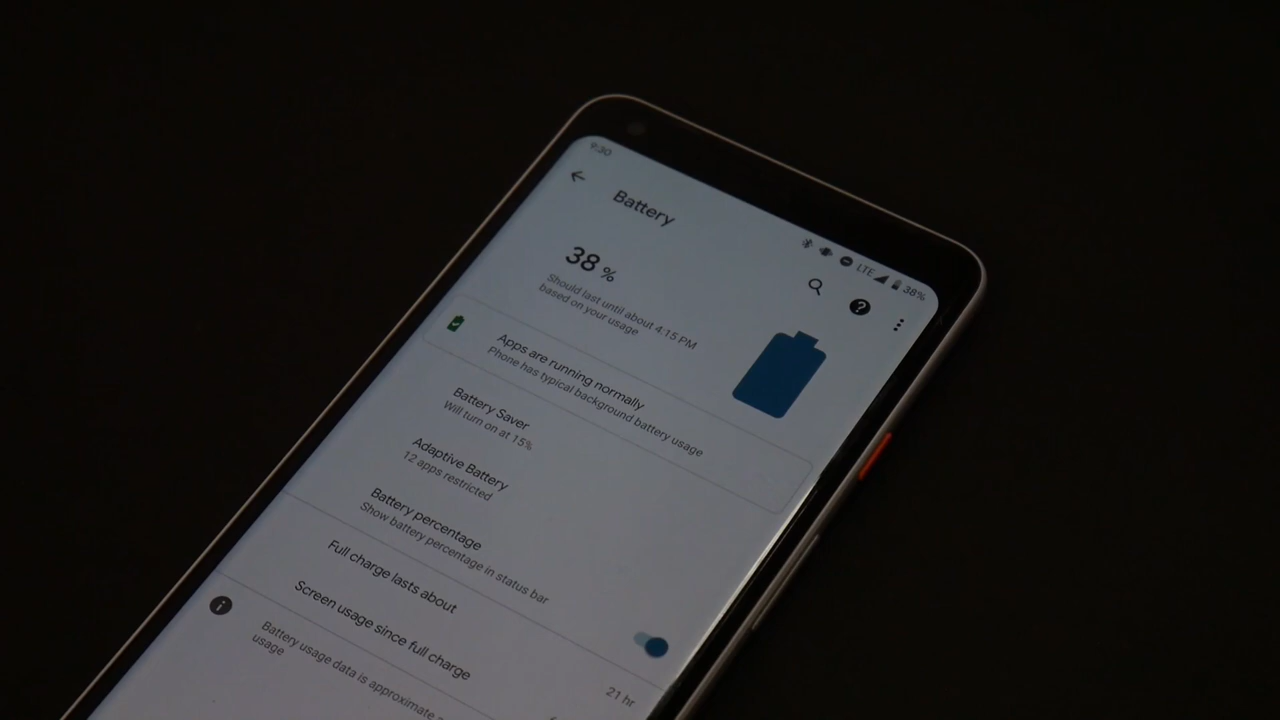 9:30
LTE 38%
Battery
38 %
Should last until about 4:15 PM
based on your usage
Apps are running normally
Phone has typical background battery usage
Battery Saver
Will turn on at 15%
Adaptive Battery
12 apps restricted
Battery percentage
Show battery percentage in status bar
Full charge lasts about
21 hr
Screen usage since full charge
Battery usage data is approximate
usage